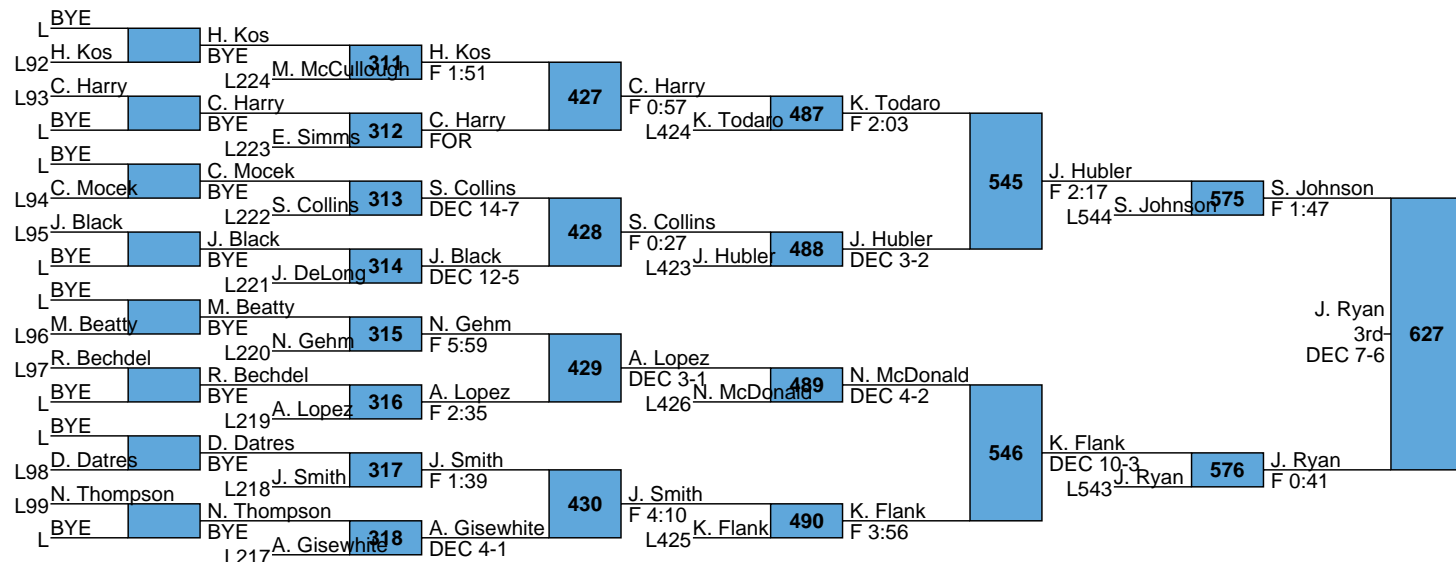 BYE
L
H. Kos
L92
H. Kos
BYE
C. Harry
L93
BYE
L
C. Harry
BYE
BYE
L
C. Mocek
L94
C. Mocek
BYE
J. Black
L95
BYE
L
J. Black
BYE
BYE
L
M. Beatty
L96
M. Beatty
BYE
R. Bechdel
L97
BYE
L
R. Bechdel
BYE
BYE
L
D. Datres
L98
D. Datres
BYE
N. Thompson
L99
BYE
L
N. Thompson
BYE
L224 M. McCullough
311
H. Kos
F 1:51
L223 E. Simms
312
C. Harry
FOR
L222 S. Collins
313
S. Collins
DEC 14-7
L221 J. DeLong
314
J. Black
DEC 12-5
L220 N. Gehm
315
N. Gehm
F 5:59
L219 A. Lopez
316
A. Lopez
F 2:35
L218 J. Smith
317
J. Smith
F 1:39
L217 A. Gisewhite
318
A. Gisewhite
DEC 4-1
427
C. Harry
F 0:57
428
S. Collins
F 0:27
429
A. Lopez
DEC 3-1
430
J. Smith
F 4:10
L424 K. Todaro
487
K. Todaro
F 2:03
L423 J. Hubler
488
J. Hubler
DEC 3-2
L426 N. McDonald
489
N. McDonald
DEC 4-2
L425 K. Flank
490
K. Flank
F 3:56
545
J. Hubler
F 2:17
546
K. Flank
DEC 10-3
L544 S. Johnson
575
S. Johnson
F 1:47
L543 J. Ryan
576
J. Ryan
F 0:41
627
J. Ryan
3rd
DEC 7-6